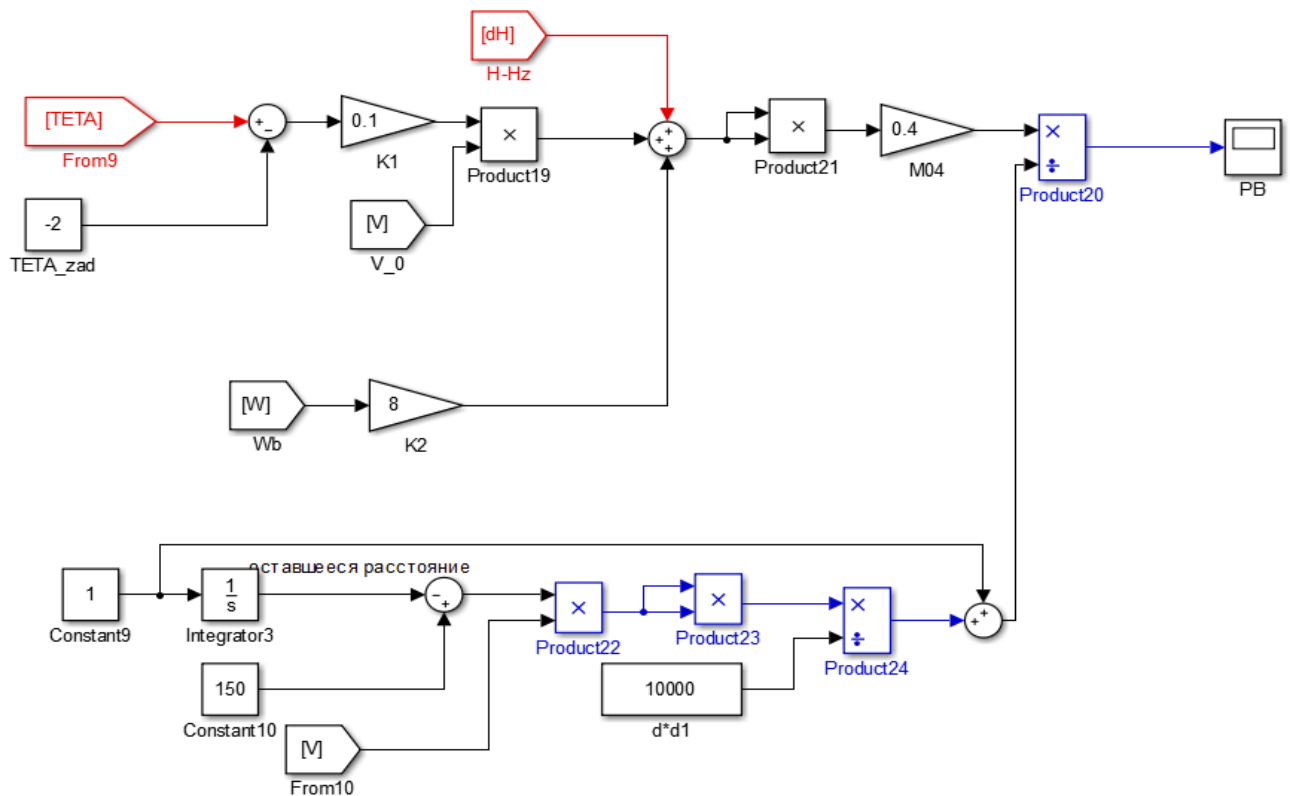 [dH]
H-Hz
[TETA]
From9
+
−
0.1
K1
×
Product19
+
+
+
×
Product21
0.4
M04
×
÷
Product20
PB
-2
TETA_zad
[V]
V_0
[W]
Wb
8
K2
оставшееся расстояние
1
Constant9
1
s
Integrator3
−
+
×
Product22
×
Product23
×
÷
Product24
+
+
150
Constant10
10000
d*d1
[V]
From10